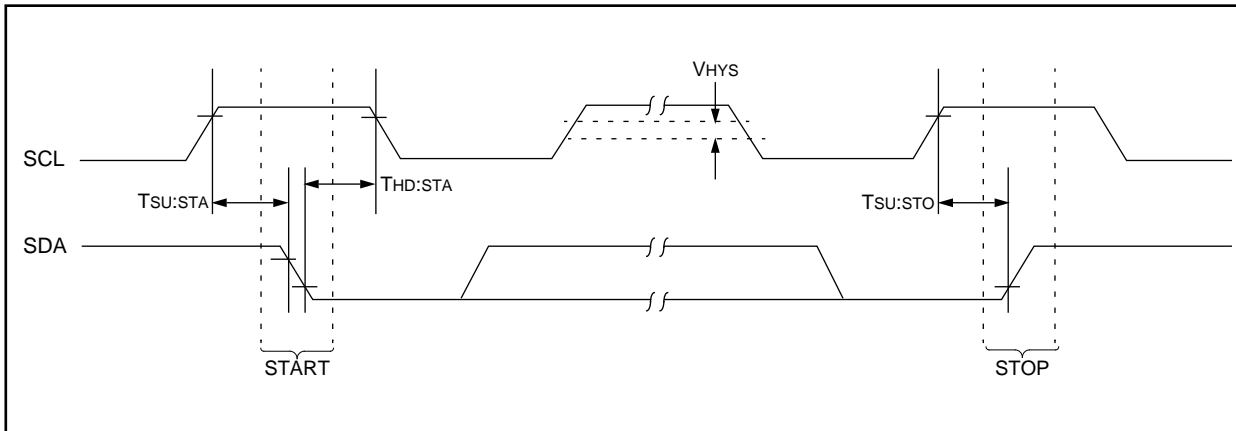 VHYS
SCL
THD:STA
TSU:STA
TSU:STO
SDA
START
STOP